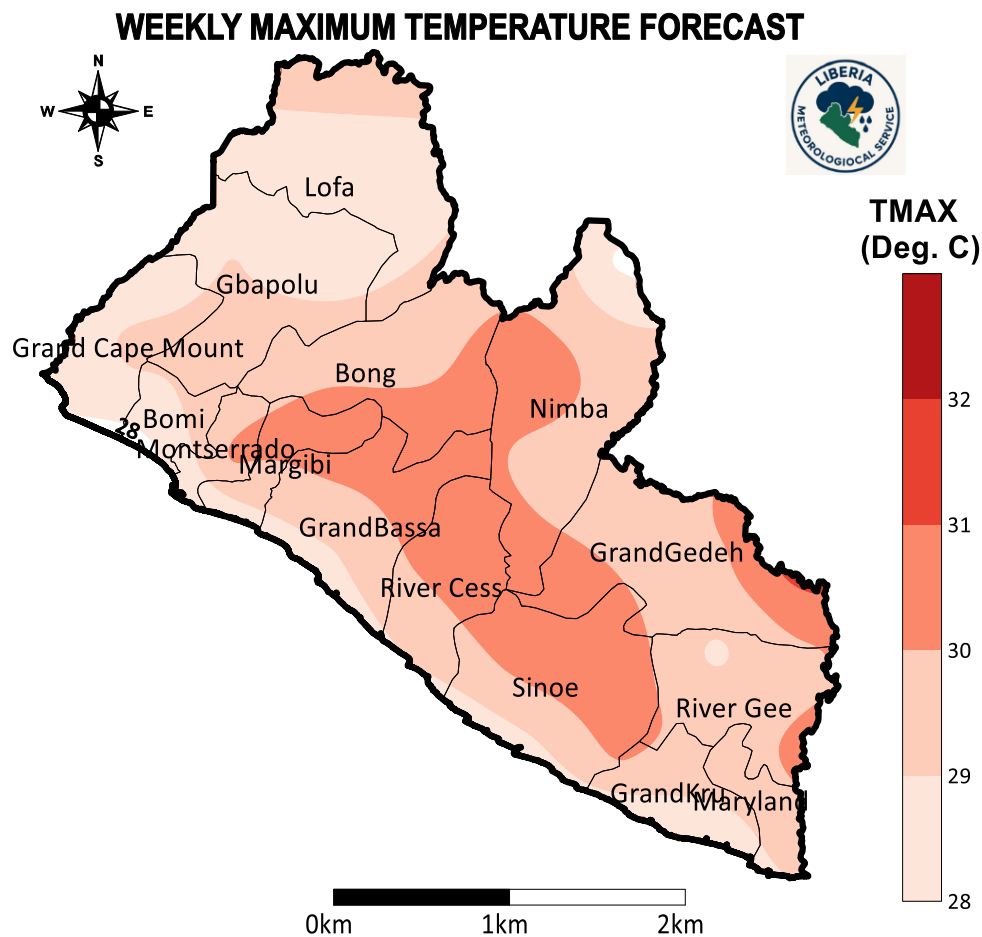 WEEKLY MAXIMUM TEMPERATURE FORECAST
N
W E
S
LIBERIA
METEOROLOGIOCAL SERVICE
TMAX
(Deg. C)
32
31
30
29
28
Lofa
Gbapolu
Grand Cape Mount
Bong
Nimba
Bomi
28
Montserrado
Margibi
GrandBassa
GrandGedeh
River Cess
Sinoe
River Gee
GrandKru
Maryland
0km 1km 2km